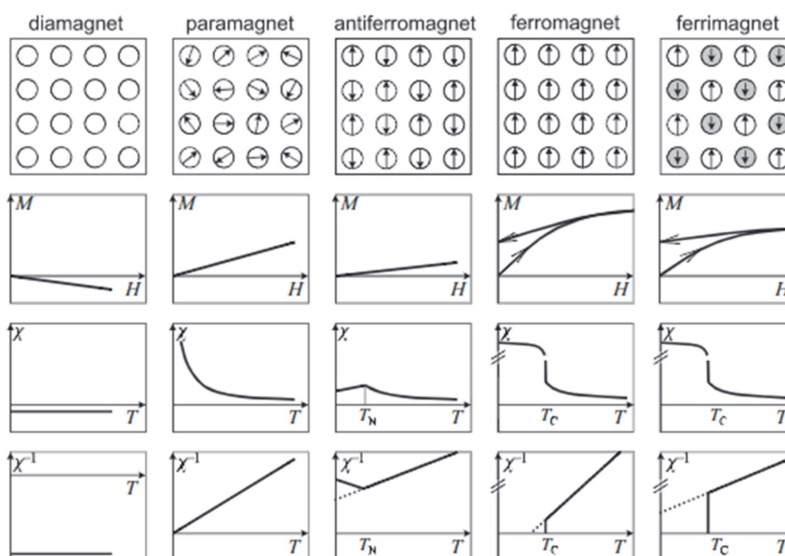 diamagnet paramagnet antiferromagnet ferromagnet ferrimagnet
M M M M M
H H H H H
χ χ χ χ χ
T T_N T T_C T T_C T
T
χ⁻¹ χ⁻¹ χ⁻¹ χ⁻¹ χ⁻¹
T
T T_N T T_C T T_C T